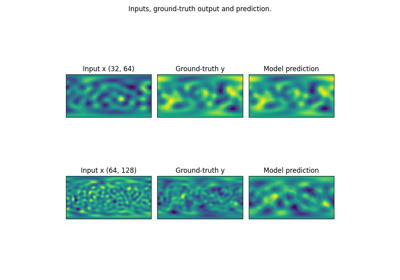 Inputs, ground-truth output and prediction.
Input x (32, 64)
Ground-truth y
Model prediction
Input x (64, 128)
Ground-truth y
Model prediction